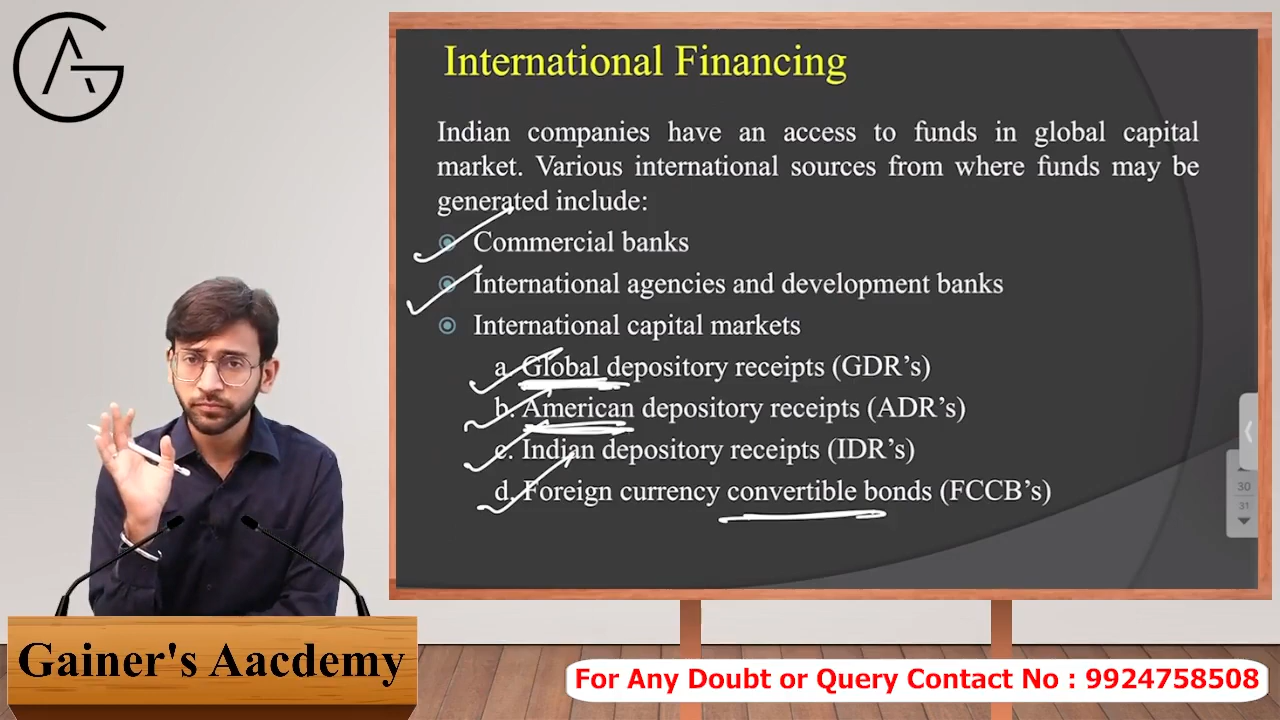 International Financing
Indian companies have an access to funds in global capital
market. Various international sources from where funds may be
generated include:
Commercial banks
International agencies and development banks
International capital markets
a. Global depository receipts (GDR's)
b. American depository receipts (ADR's)
c. Indian depository receipts (IDR's)
d. Foreign currency convertible bonds (FCCB's)
30
31
Gainer's Aacdemy
For Any Doubt or Query Contact No : 9924758508